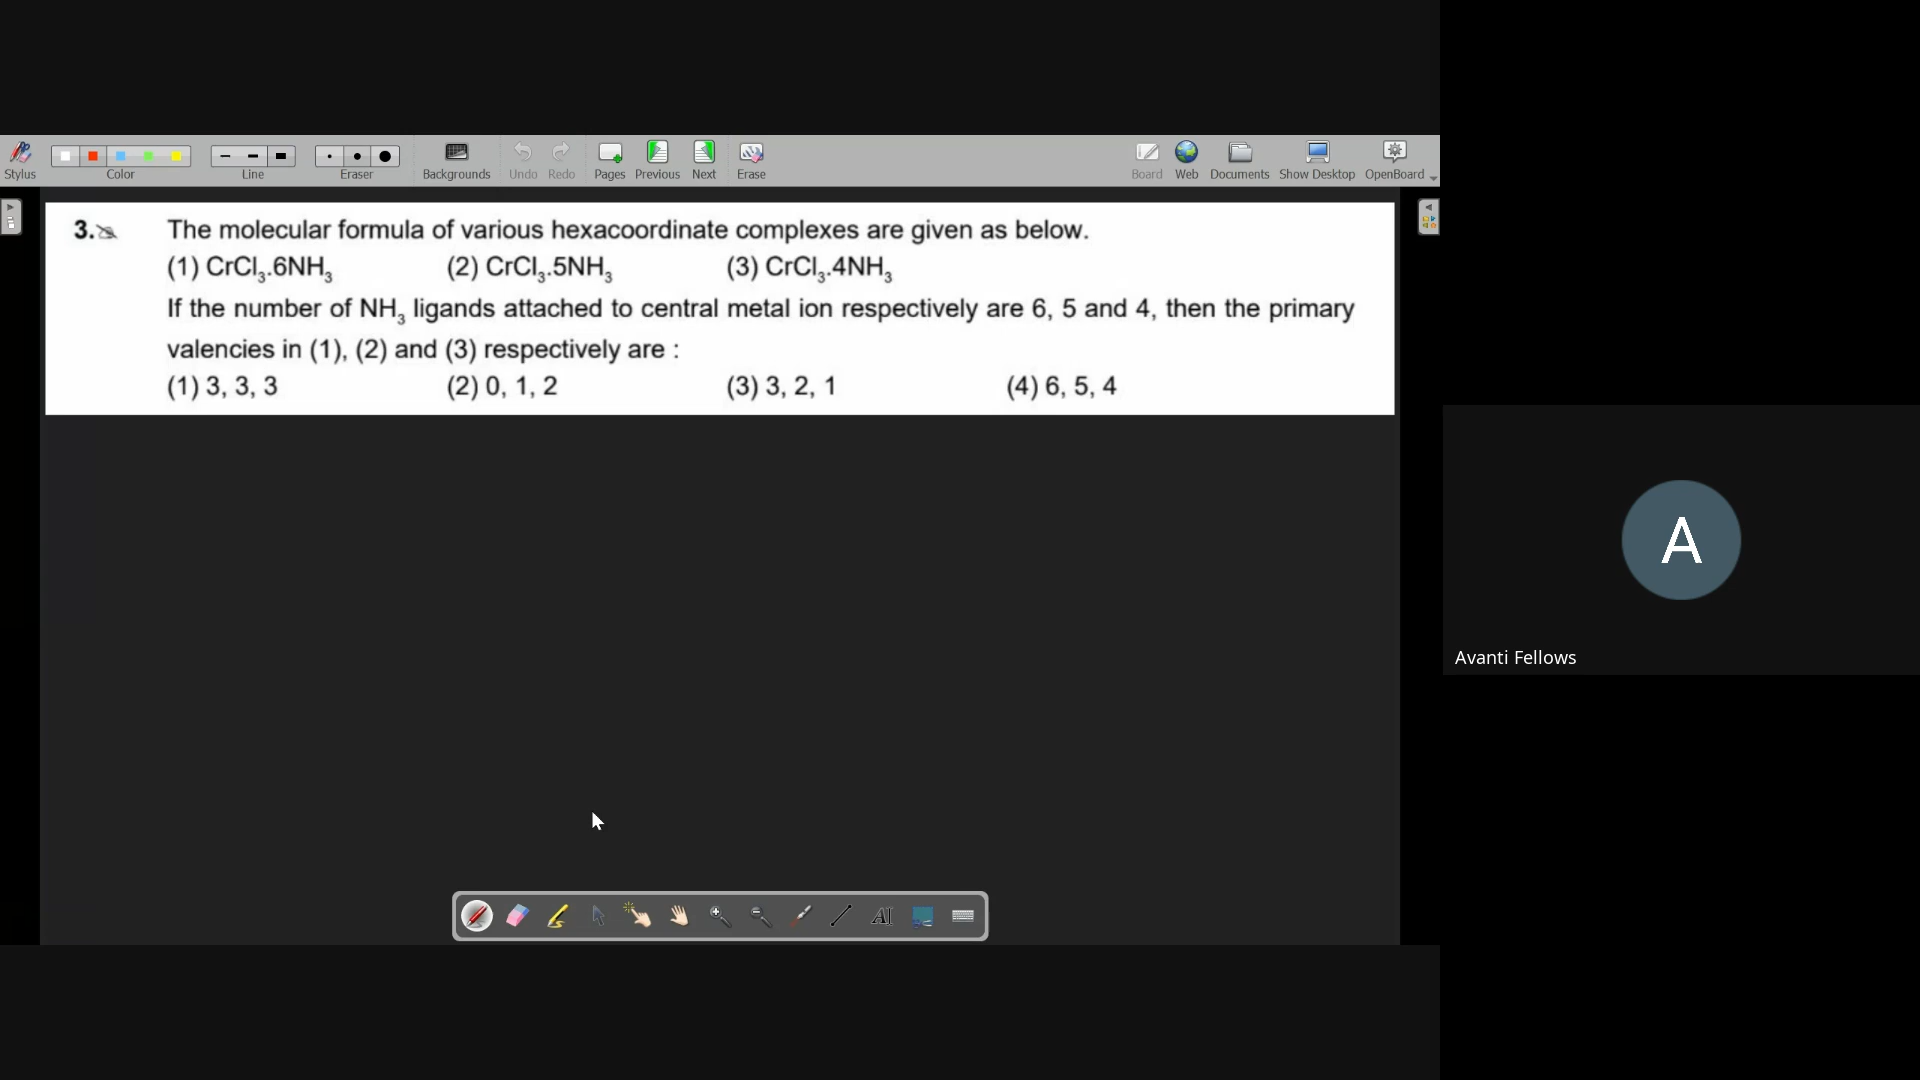 Stylus
Color
Line
Eraser
Backgrounds
Undo
Redo
Pages
Previous
Next
Erase
Board
Web
Documents
Show Desktop
OpenBoard
3. The molecular formula of various hexacoordinate complexes are given as below.
(1) CrCl₃.6NH₃ (2) CrCl₃.5NH₃ (3) CrCl₃.4NH₃
If the number of NH₃ ligands attached to central metal ion respectively are 6, 5 and 4, then the primary
valencies in (1), (2) and (3) respectively are :
(1) 3, 3, 3 (2) 0, 1, 2 (3) 3, 2, 1 (4) 6, 5, 4
A
Avanti Fellows
AI